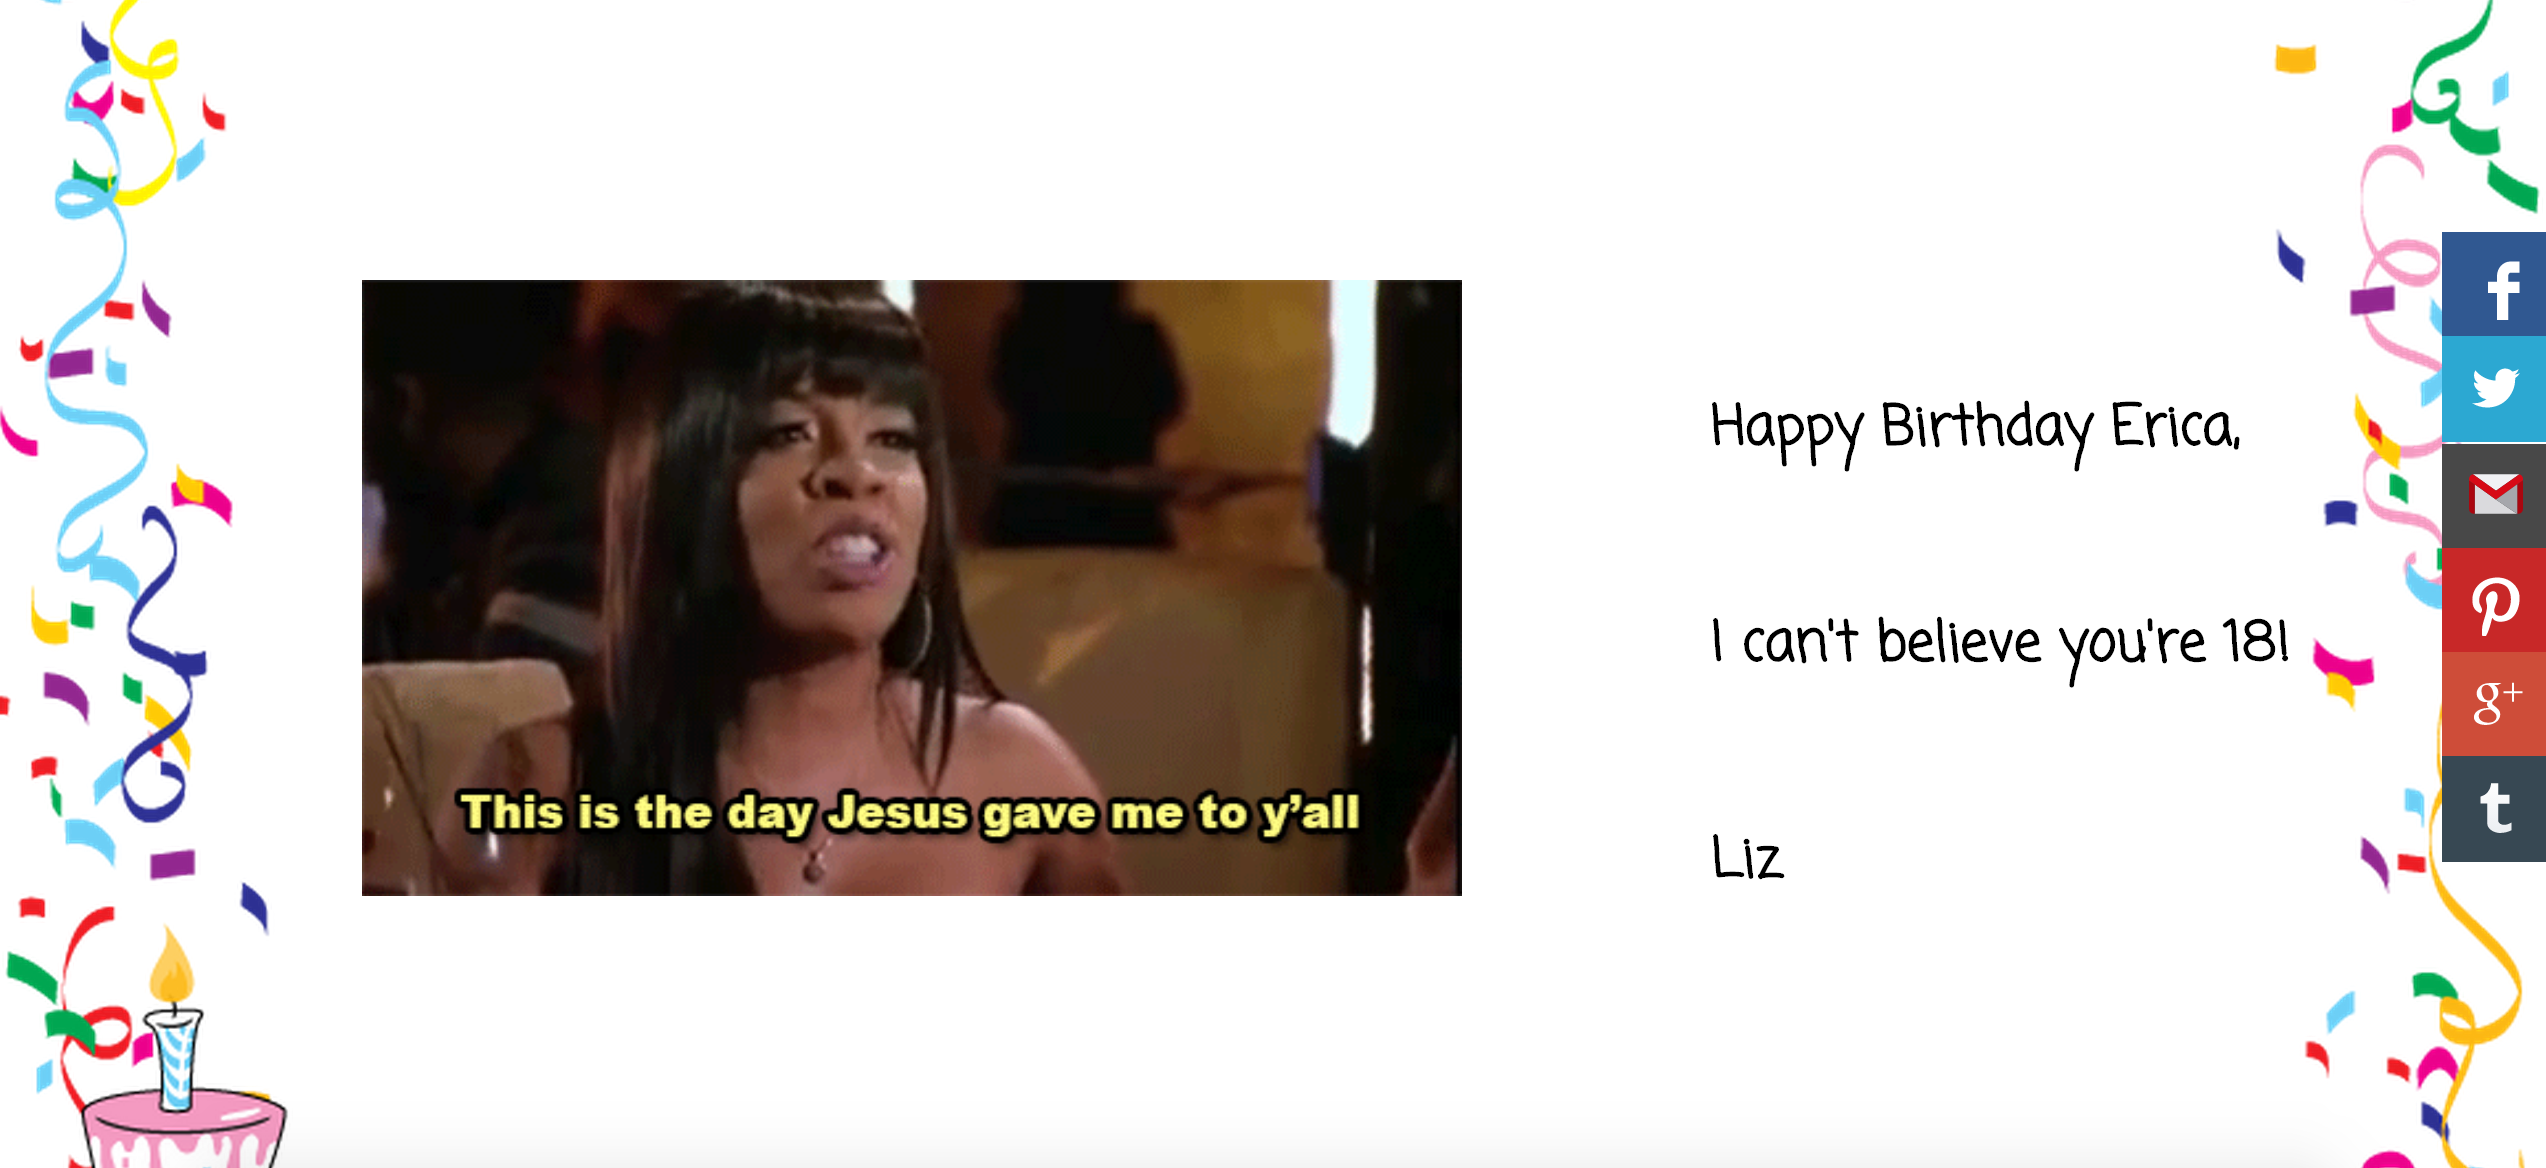 This is the day Jesus gave me to y'all
Happy Birthday Erica,
I can't believe you're 18!
Liz
f
g+
t